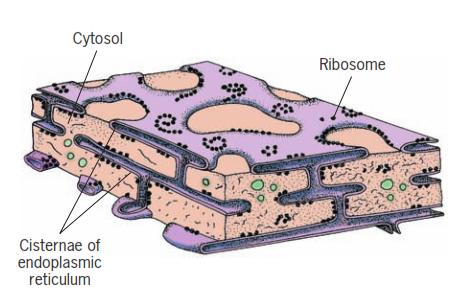 Cytosol
Ribosome
Cisternae of
endoplasmic
reticulum